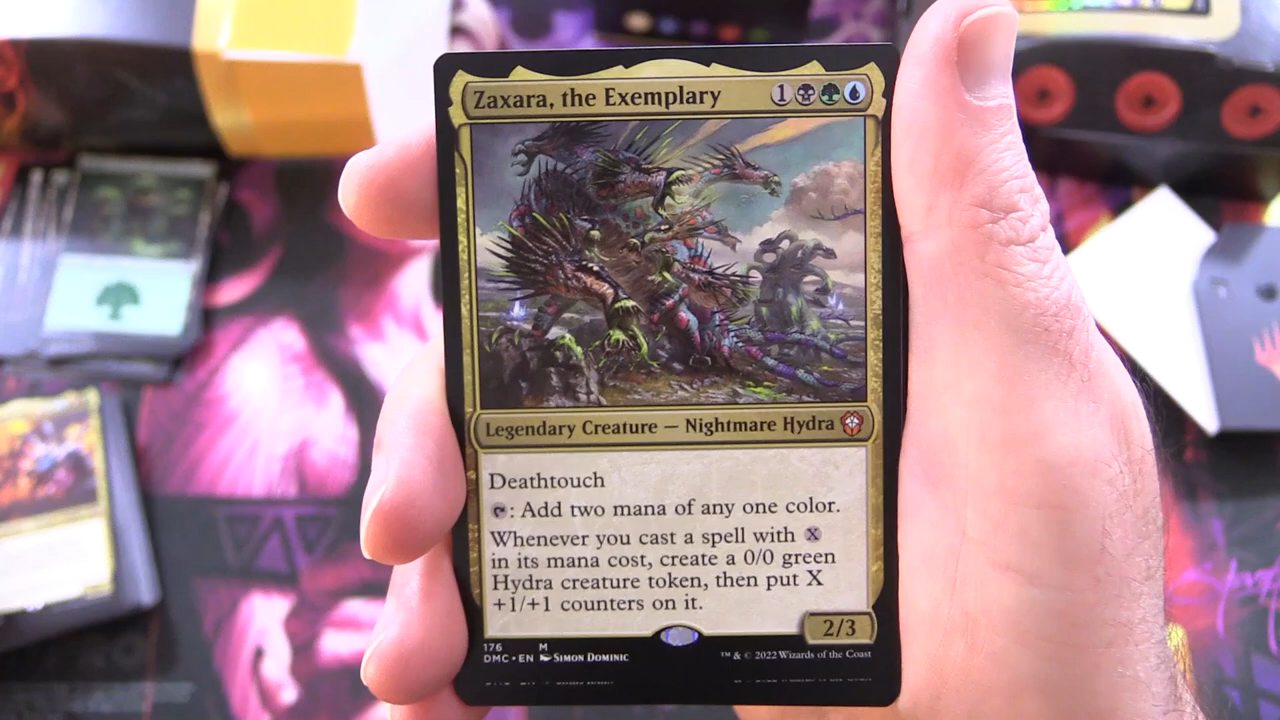 Zaxara, the Exemplary 1
Legendary Creature — Nightmare Hydra
Deathtouch
: Add two mana of any one color.
Whenever you cast a spell with X
in its mana cost, create a 0/0 green
Hydra creature token, then put X
+1/+1 counters on it.
2/3
176 M
DMC • EN Simon Dominic
™ & © 2022 Wizards of the Coast